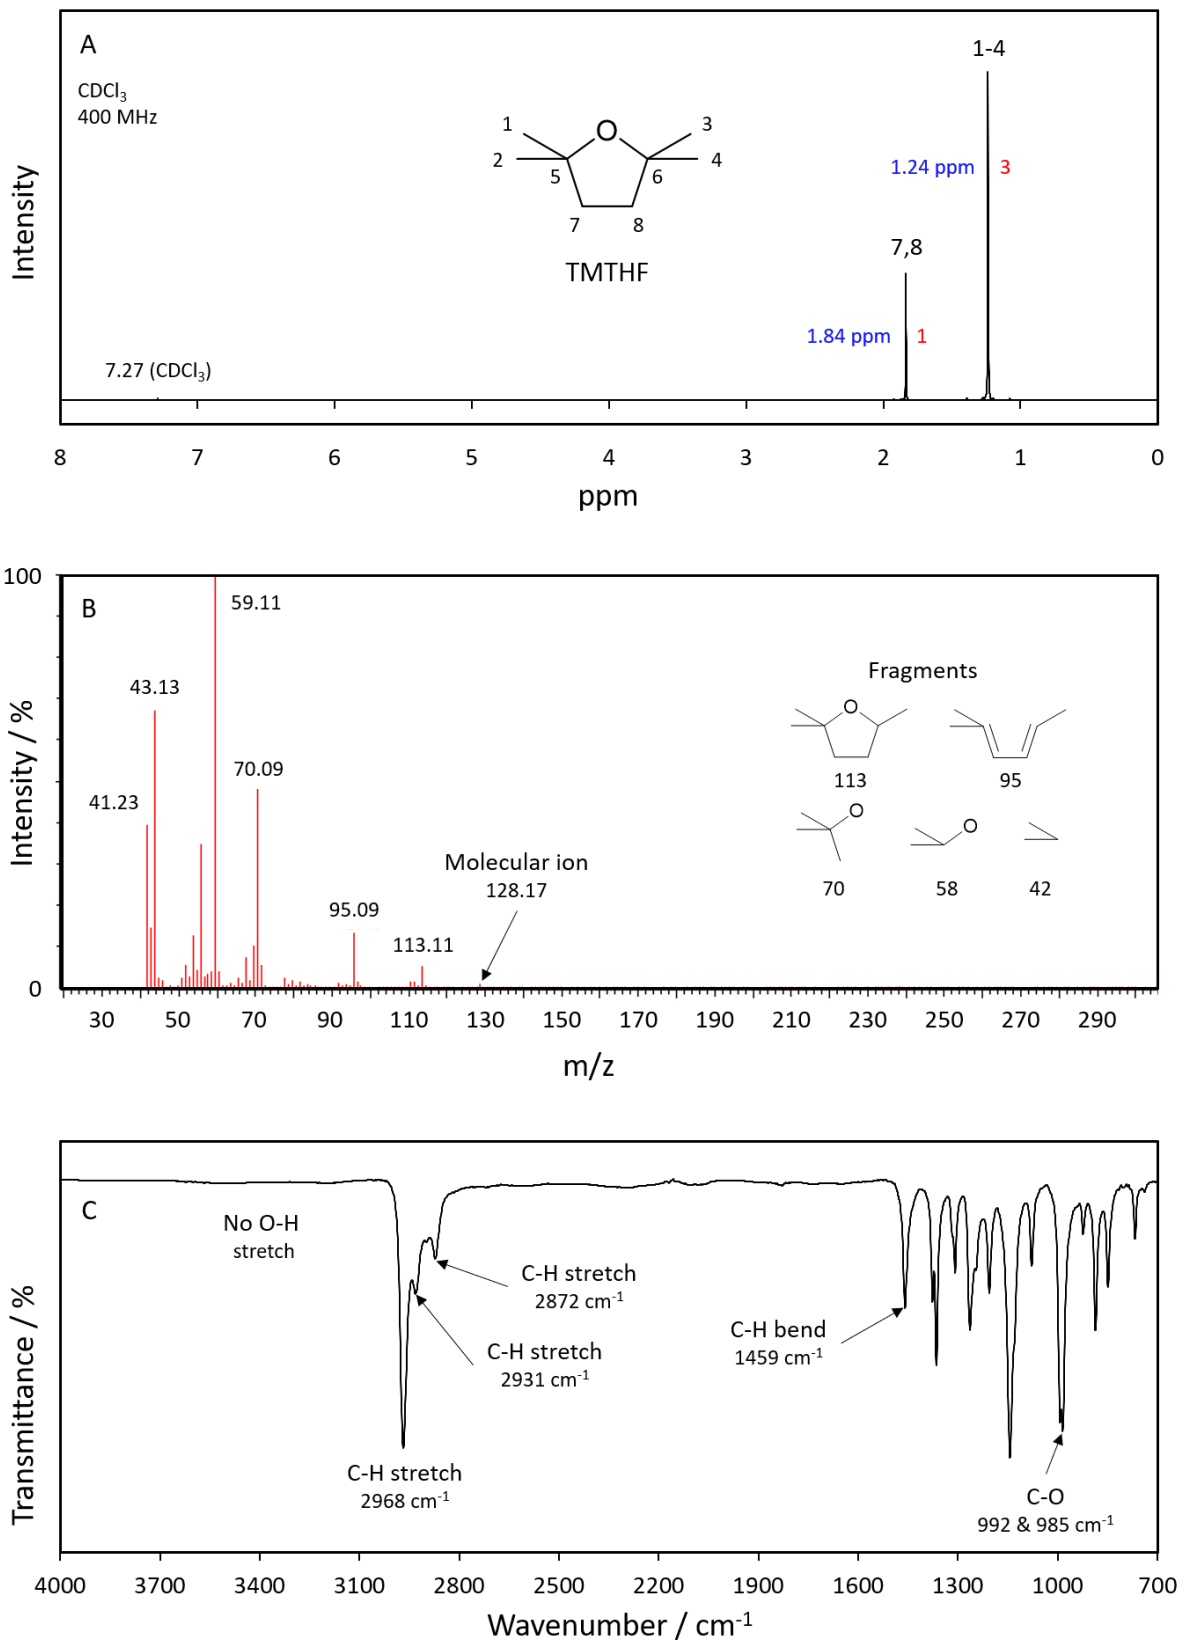 A
CDCl₃
400 MHz
1-4
1
O
3
2
4
5
6
7
8
TMTHF
1.24 ppm 3
7,8
1.84 ppm 1
7.27 (CDCl₃)
Intensity
8 7 6 5 4 3 2 1 0
ppm
100
B
59.11
43.13
70.09
41.23
Molecular ion
128.17
95.09
113.11
Fragments
O
113
95
O
O
70
58
42
0
Intensity / %
30 50 70 90 110 130 150 170 190 210 230 250 270 290
m/z
C
No O-H
stretch
C-H stretch
2872 cm⁻¹
C-H stretch
2931 cm⁻¹
C-H stretch
2968 cm⁻¹
C-H bend
1459 cm⁻¹
C-O
992 & 985 cm⁻¹
Transmittance / %
4000 3700 3400 3100 2800 2500 2200 1900 1600 1300 1000 700
Wavenumber / cm⁻¹